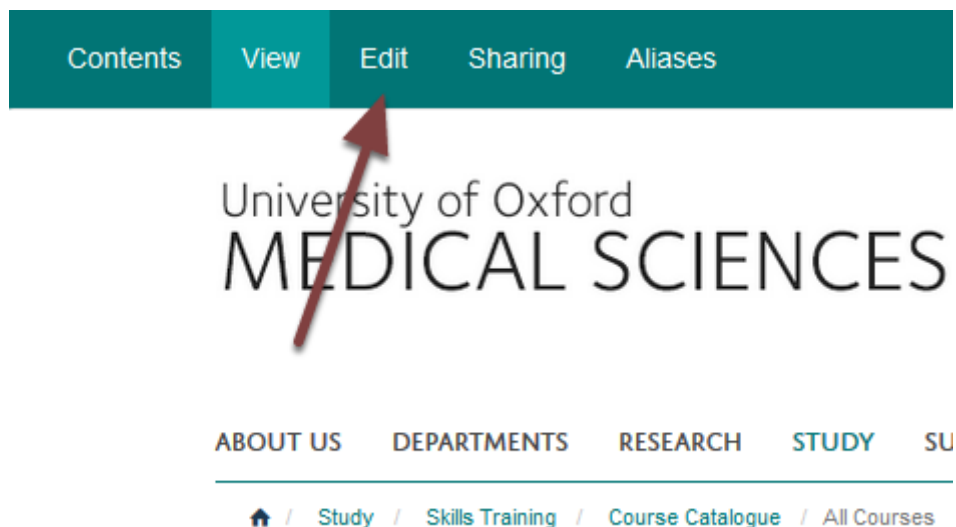 Contents View Edit Sharing Aliases
University of Oxford
MEDICAL SCIENCES
ABOUT US DEPARTMENTS RESEARCH STUDY SU
/ Study / Skills Training / Course Catalogue / All Courses